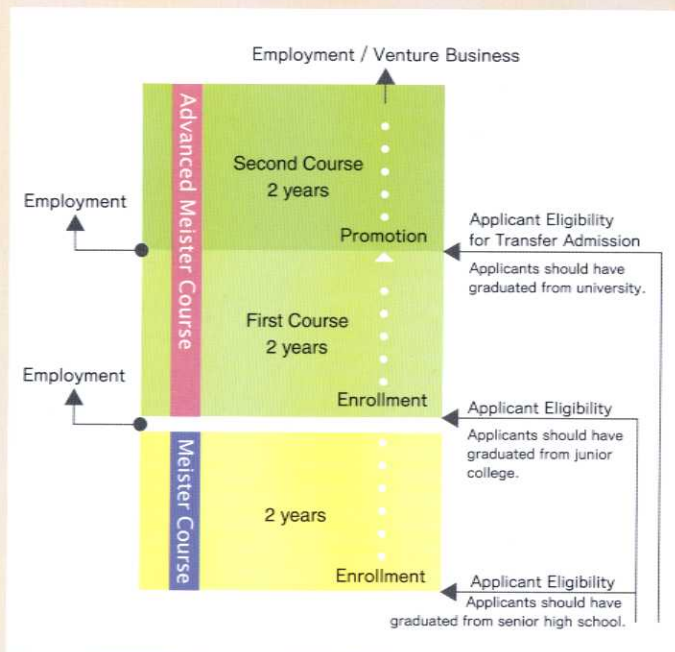 Employment / Venture Business
Advanced Meister Course
Second Course
2 years
Employment
Promotion
Applicant Eligibility
for Transfer Admission
Applicants should have
graduated from university.
First Course
2 years
Employment
Enrollment
Applicant Eligibility
Applicants should have
graduated from junior
college.
Meister Course
2 years
Enrollment
Applicant Eligibility
Applicants should have
graduated from senior high school.